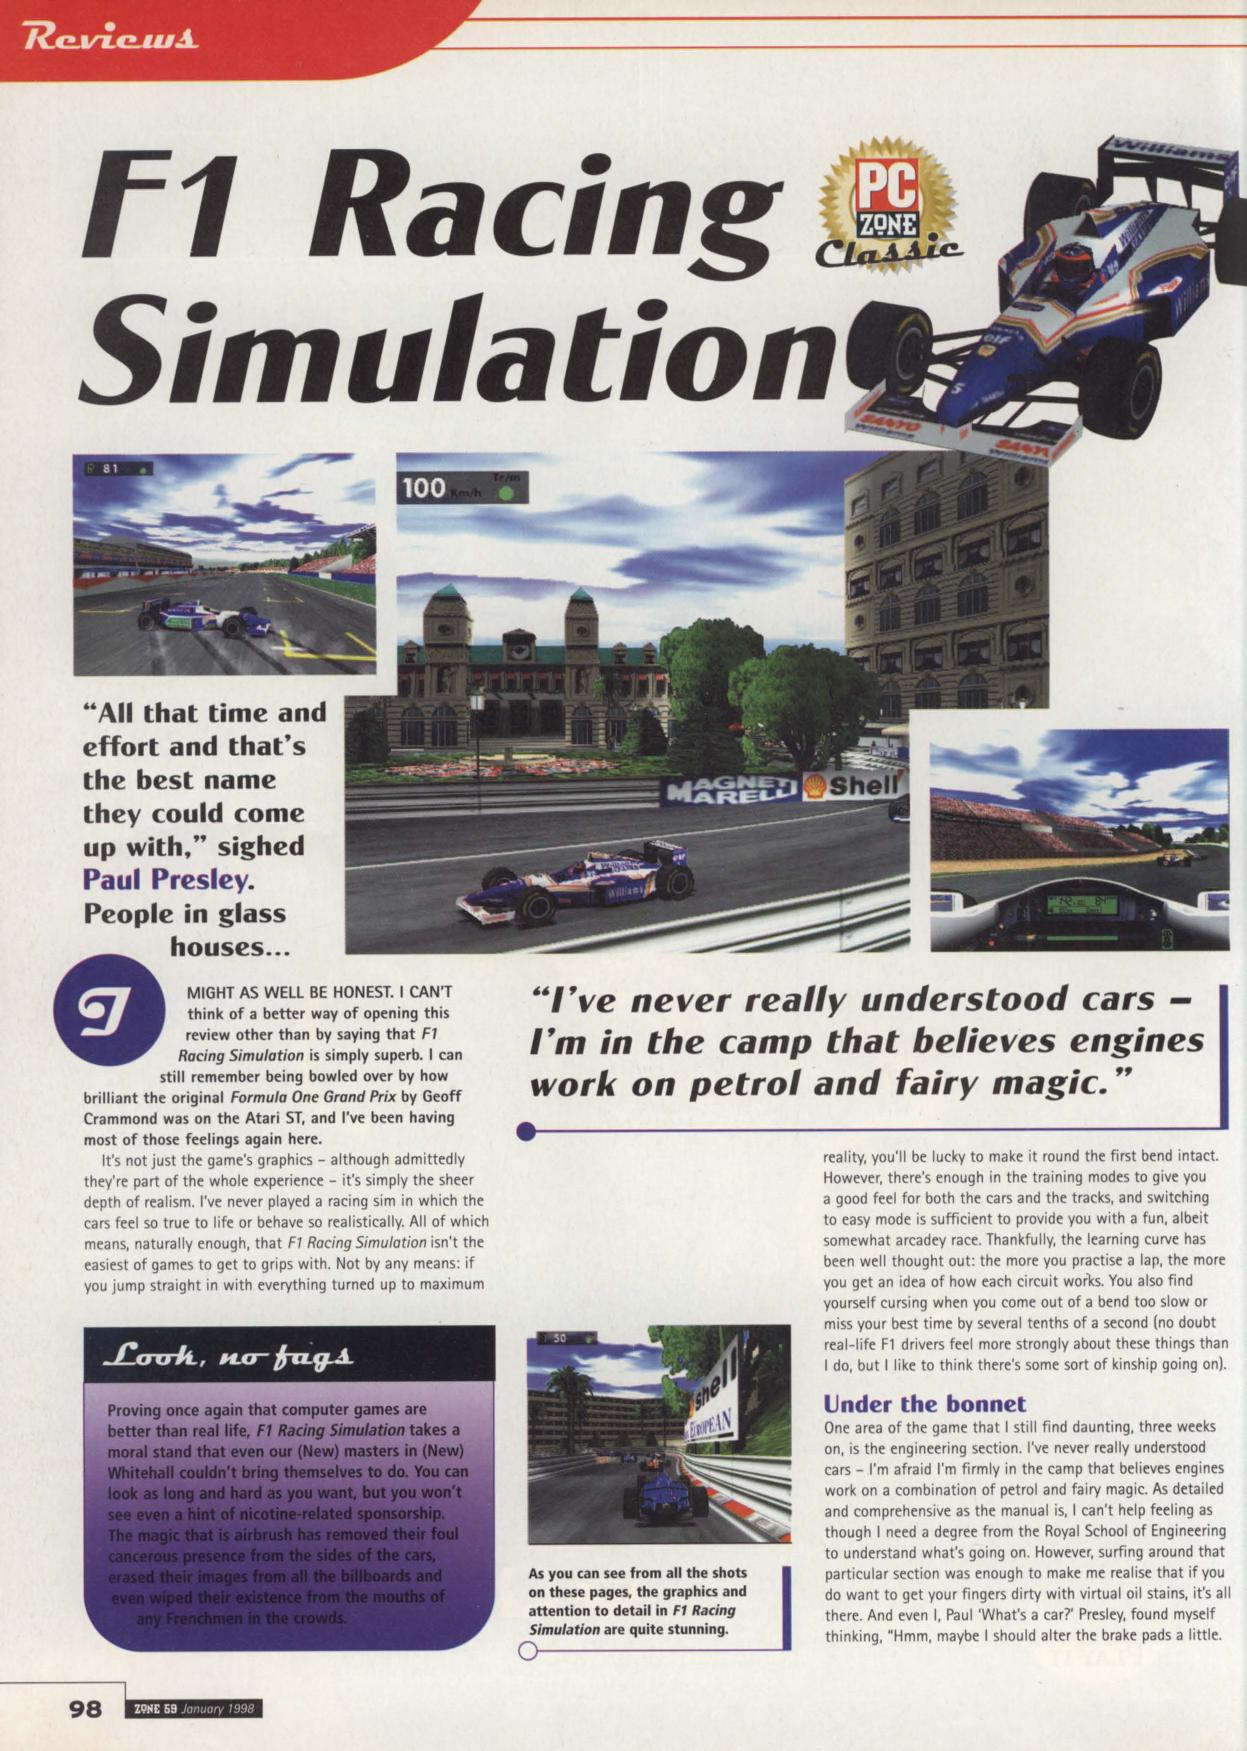 Reviews
F1 Racing
Simulation
PC
ZONE
Classic
Williams
elf
5
SANYO
Williams
81
100 Km/h Tr/m
MAGNETI
MARELLI
Shell
Williams
"All that time and
effort and that's
the best name
they could come
up with," sighed
Paul Presley.
People in glass
houses...
I MIGHT AS WELL BE HONEST. I CAN'T
think of a better way of opening this
review other than by saying that F1
Racing Simulation is simply superb. I can
still remember being bowled over by how
brilliant the original Formula One Grand Prix by Geoff
Crammond was on the Atari ST, and I've been having
most of those feelings again here.
It's not just the game's graphics – although admittedly
they're part of the whole experience – it's simply the sheer
depth of realism. I've never played a racing sim in which the
cars feel so true to life or behave so realistically. All of which
means, naturally enough, that F1 Racing Simulation isn't the
easiest of games to get to grips with. Not by any means: if
you jump straight in with everything turned up to maximum
"I've never really understood cars –
I'm in the camp that believes engines
work on petrol and fairy magic."
reality, you'll be lucky to make it round the first bend intact.
However, there's enough in the training modes to give you
a good feel for both the cars and the tracks, and switching
to easy mode is sufficient to provide you with a fun, albeit
somewhat arcadey race. Thankfully, the learning curve has
been well thought out: the more you practise a lap, the more
you get an idea of how each circuit works. You also find
yourself cursing when you come out of a bend too slow or
miss your best time by several tenths of a second (no doubt
real-life F1 drivers feel more strongly about these things than
I do, but I like to think there's some sort of kinship going on).
Under the bonnet
One area of the game that I still find daunting, three weeks
on, is the engineering section. I've never really understood
cars – I'm afraid I'm firmly in the camp that believes engines
work on a combination of petrol and fairy magic. As detailed
and comprehensive as the manual is, I can't help feeling as
though I need a degree from the Royal School of Engineering
to understand what's going on. However, surfing around that
particular section was enough to make me realise that if you
do want to get your fingers dirty with virtual oil stains, it's all
there. And even I, Paul 'What's a car?' Presley, found myself
thinking, "Hmm, maybe I should alter the brake pads a little.
Look, no fags
Proving once again that computer games are
better than real life, F1 Racing Simulation takes a
moral stand that even our (New) masters in (New)
Whitehall couldn't bring themselves to do. You can
look as long and hard as you want, but you won't
see even a hint of nicotine-related sponsorship.
The magic that is airbrush has removed their foul
cancerous presence from the sides of the cars,
erased their images from all the billboards and
even wiped their existence from the mouths of
any Frenchmen in the crowds.
50
Shell
EUROPEAN
As you can see from all the shots
on these pages, the graphics and
attention to detail in F1 Racing
Simulation are quite stunning.
98
ZONE 59 January 1998